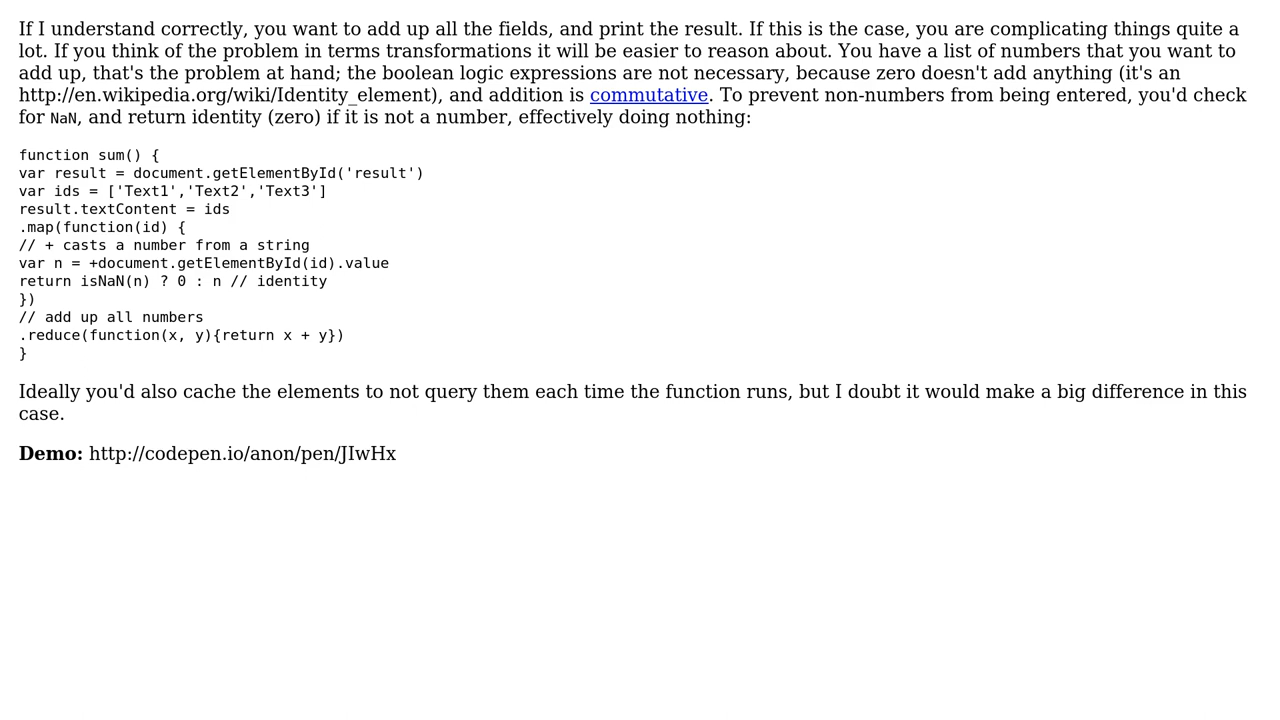 If I understand correctly, you want to add up all the fields, and print the result. If this is the case, you are complicating things quite a
lot. If you think of the problem in terms transformations it will be easier to reason about. You have a list of numbers that you want to
add up, that's the problem at hand; the boolean logic expressions are not necessary, because zero doesn't add anything (it's an
http://en.wikipedia.org/wiki/Identity_element), and addition is commutative. To prevent non-numbers from being entered, you'd check
for NaN, and return identity (zero) if it is not a number, effectively doing nothing:
function sum() {
var result = document.getElementById('result')
var ids = ['Text1','Text2','Text3']
result.textContent = ids
.map(function(id) {
// + casts a number from a string
var n = +document.getElementById(id).value
return isNaN(n) ? 0 : n // identity
})
// add up all numbers
.reduce(function(x, y){return x + y})
}
Ideally you'd also cache the elements to not query them each time the function runs, but I doubt it would make a big difference in this
case.
Demo: http://codepen.io/anon/pen/JIwHx